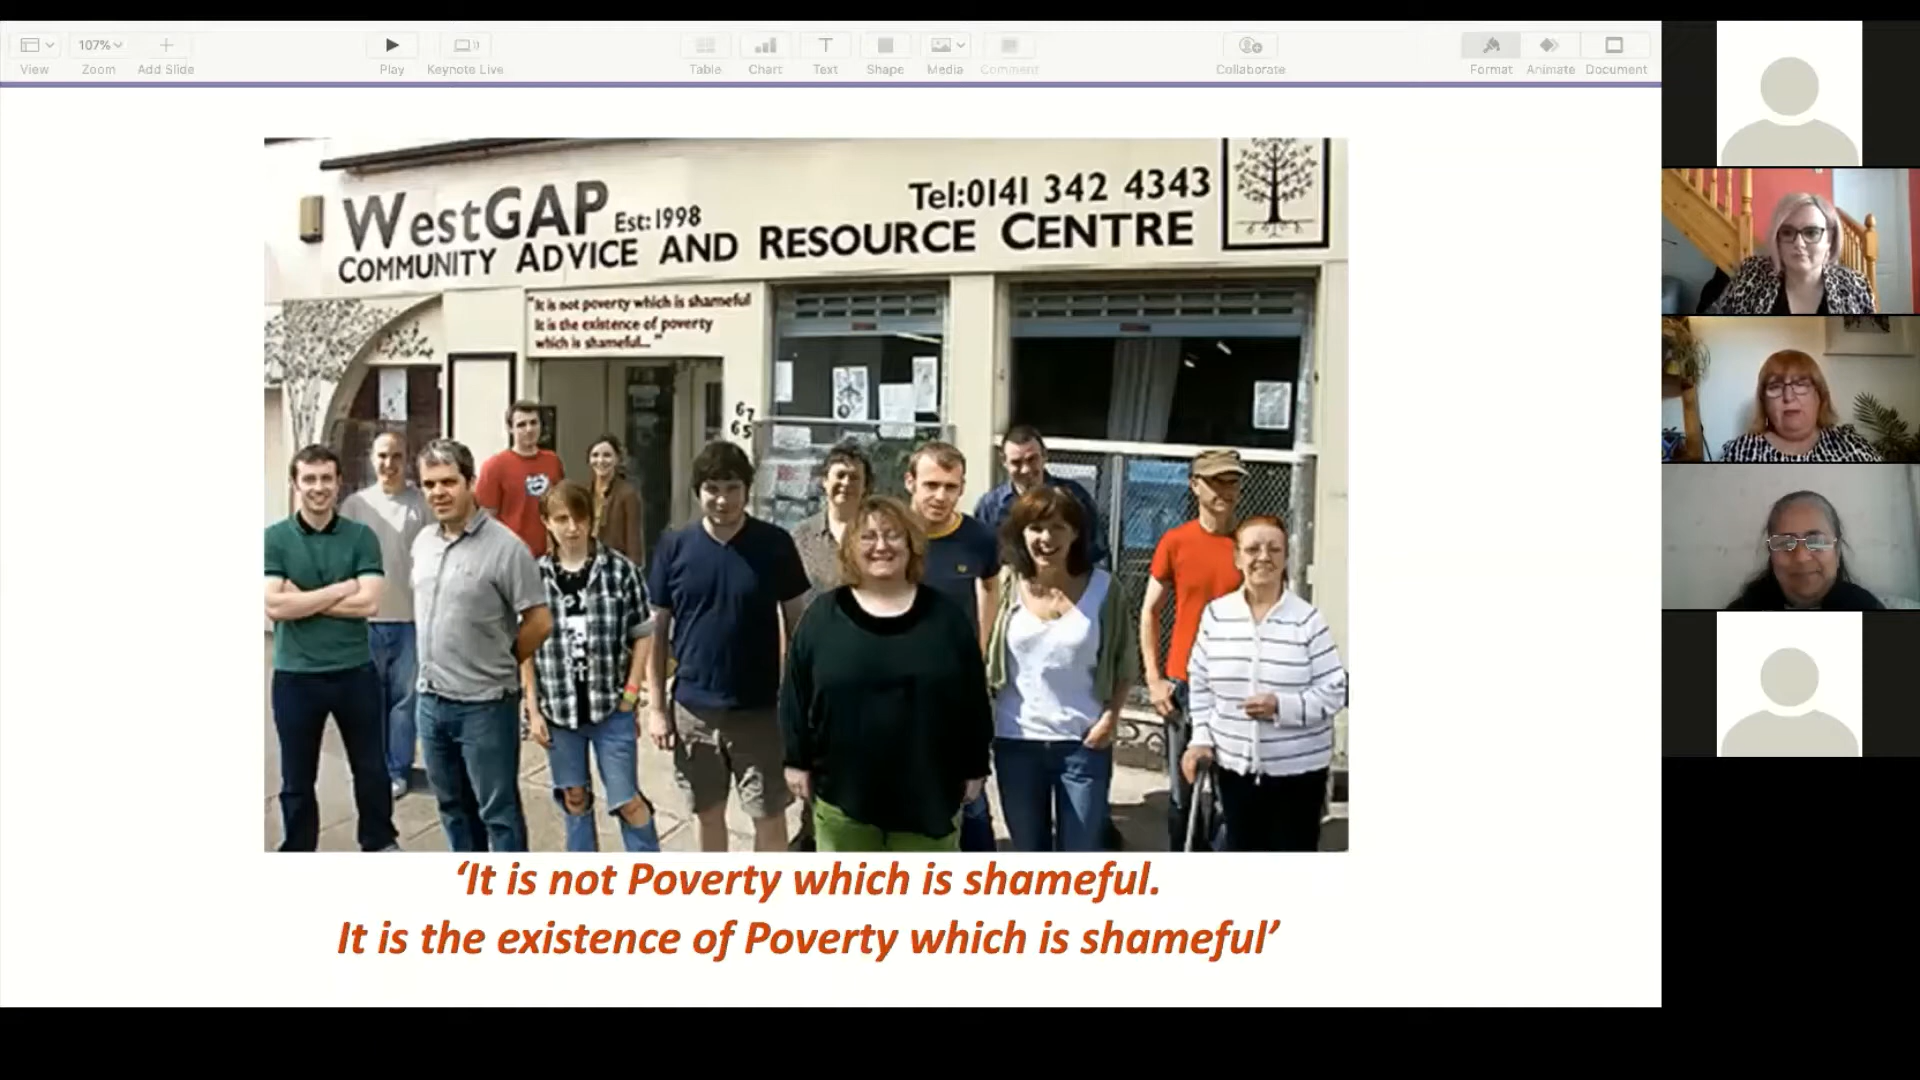 View
107%
Zoom
Add Slide
Play
Keynote Live
Table
Chart
Text
Shape
Media
Comment
Collaborate
Format
Animate
Document
WestGAP Est:1998
Tel:0141 342 4343
COMMUNITY ADVICE AND RESOURCE CENTRE
"It is not poverty which is shameful
It is the existence of poverty
which is shameful..."
67
65
‘It is not Poverty which is shameful.
It is the existence of Poverty which is shameful’